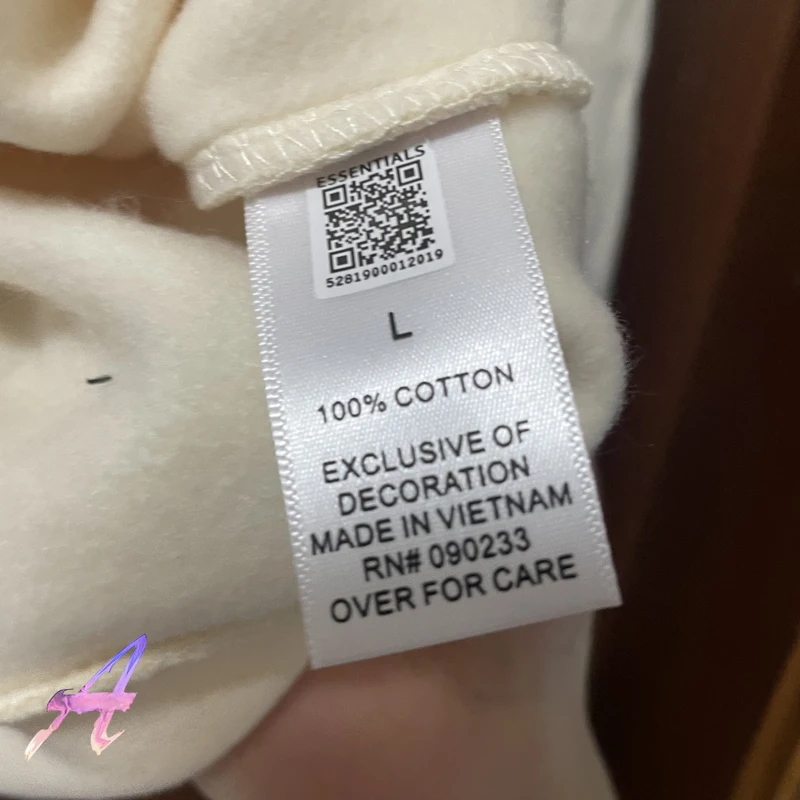 ESSENTIALS
5281900012019
L
100% COTTON
EXCLUSIVE OF
DECORATION
MADE IN VIETNAM
RN# 090233
OVER FOR CARE
A